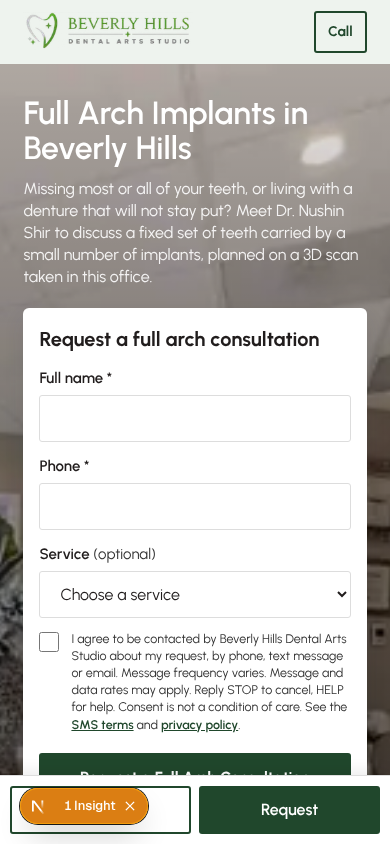 BEVERLY HILLS
DENTAL ARTS STUDIO
Call
Full Arch Implants in
Beverly Hills
Missing most or all of your teeth, or living with a
denture that will not stay put? Meet Dr. Nushin
Shir to discuss a fixed set of teeth carried by a
small number of implants, planned on a 3D scan
taken in this office.
Request a full arch consultation
Full name *
Phone *
Service (optional)
Choose a service
I agree to be contacted by Beverly Hills Dental Arts
Studio about my request, by phone, text message
or email. Message frequency varies. Message and
data rates may apply. Reply STOP to cancel, HELP
for help. Consent is not a condition of care. See the
SMS terms and privacy policy.
Request a Full Arch Consultation
1 Insight
Request